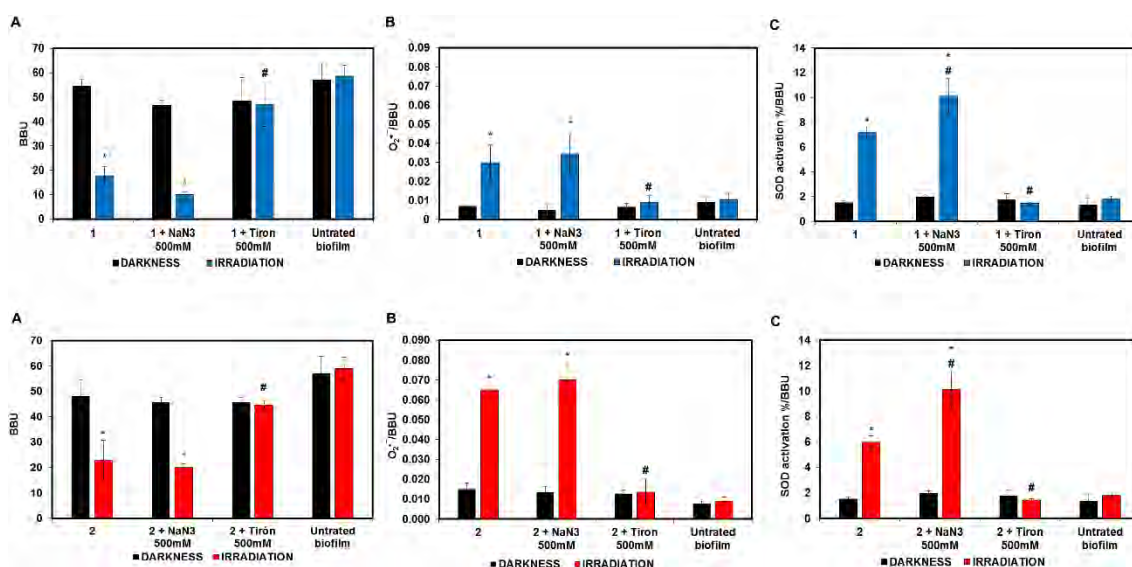 A
BBU
70
60
50
40
30
20
10
0
*
*
#
1
1 + NaN3
500mM
1 + Tiron
500mM
Untrated
biofilm
DARKNESS
IRRADIATION
B
O2•−/BBU
0.09
0.08
0.07
0.06
0.05
0.04
0.03
0.02
0.01
0
*
*
#
1
1 + NaN3
500mM
1 + Tiron
500mM
Untrated
biofilm
DARKNESS
IRRADIATION
C
SOD activation %/BBU
14
12
10
8
6
4
2
0
*
*
#
#
1
1 + NaN3
500mM
1 + Tiron
500mM
Untrated
biofilm
DARKNESS
IRRADIATION
A
BBU
70
60
50
40
30
20
10
0
*
*
#
2
2 + NaN3
500mM
2 + Tirón
500mM
Untrated
biofilm
DARKNESS
IRRADIATION
B
O2•−/BBU
0.090
0.080
0.070
0.060
0.050
0.040
0.030
0.020
0.010
0.000
*
*
#
2
2 + NaN3
500mM
2 + Tiron
500mM
Untrated
biofilm
DARKNESS
IRRADIATION
C
SOD activation %/BBU
14
12
10
8
6
4
2
0
*
*
#
#
2
2 + NaN3
500mM
2 + Tiron
500mM
Untrated
biofilm
DARKNESS
IRRADIATION